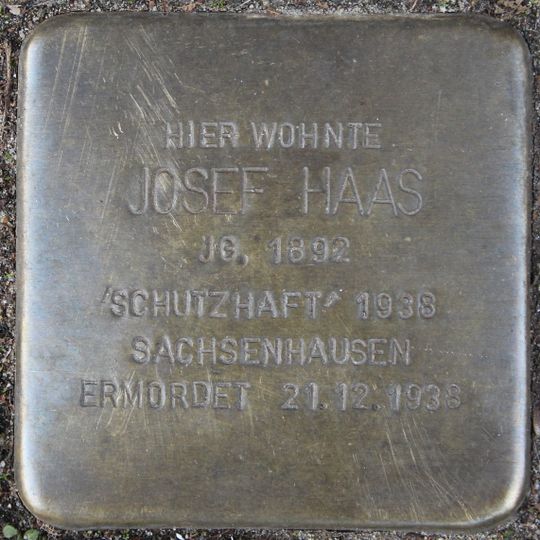 HIER WOHNTE
JOSEF HAAS
JG. 1892
'SCHUTZHAFT' 1938
SACHSENHAUSEN
ERMORDET 21.12.1938